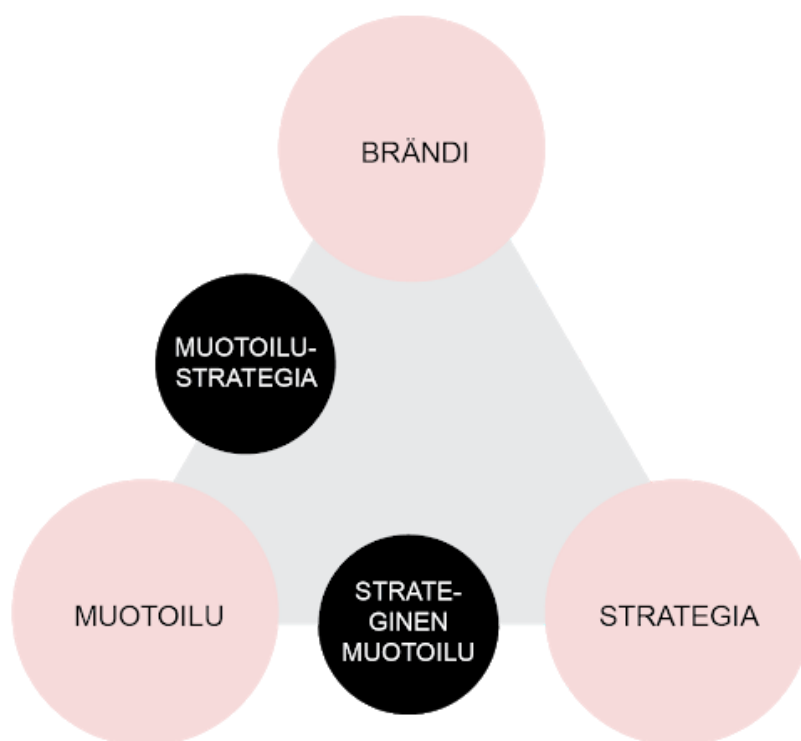 BRÄNDI
MUOTOILU-
STRATEGIA
MUOTOILU
STRATE-
GINEN
MUOTOILU
STRATEGIA